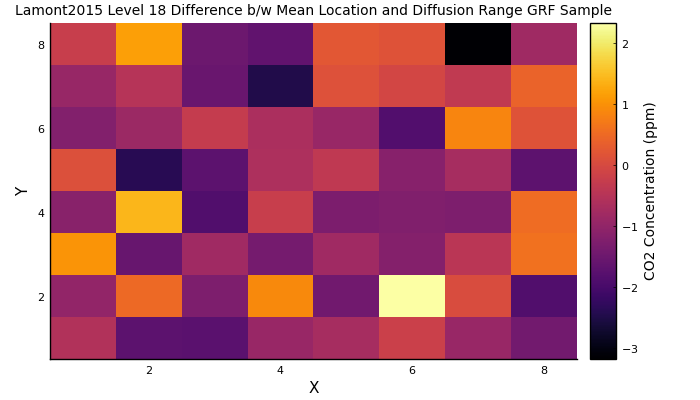 Lamont2015 Level 18 Difference b/w Mean Location and Diffusion Range GRF Sample
8
6
4
2
Y
2 4 6 8
X
2
1
0
−1
−2
−3
CO2 Concentration (ppm)